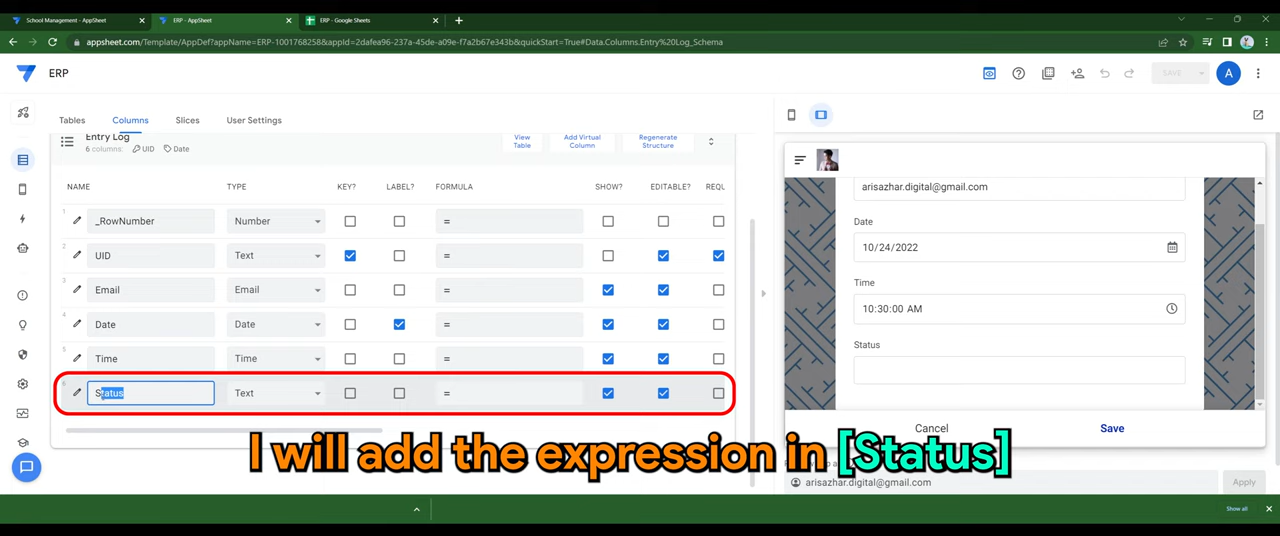 School Management - AppSheet
ERP - AppSheet
ERP - Google Sheets
appsheet.com/Template/AppDef?appName=ERP-1001768258&appId=2dafea96-237a-45de-a09e-f7a2b67e343b&quickStart=True#Data.Columns.Entry%20Log_Schema
ERP
SAVE
A
Tables
Columns
Slices
User Settings
Entry Log
6 columns: UID Date
View Table
Add Virtual Column
Regenerate Structure
NAME TYPE KEY? LABEL? FORMULA SHOW? EDITABLE? REQU
1 _RowNumber Number =
2 UID Text =
3 Email Email =
4 Date Date =
5 Time Time =
6 Status Text =
arisazhar.digital@gmail.com
Date
10/24/2022
Time
10:30:00 AM
Status
Cancel
Save
I will add the expression in [Status]
arisazhar.digital@gmail.com
Apply
Show all